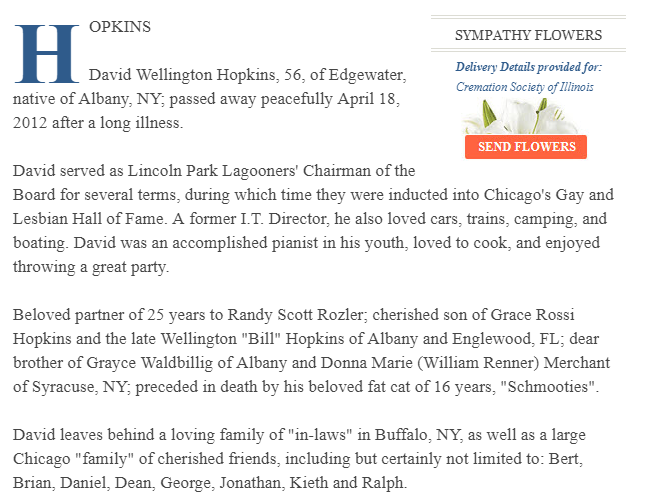 HOPKINS
David Wellington Hopkins, 56, of Edgewater,
native of Albany, NY; passed away peacefully April 18,
2012 after a long illness.
SYMPATHY FLOWERS
Delivery Details provided for:
Cremation Society of Illinois
SEND FLOWERS
David served as Lincoln Park Lagooners' Chairman of the
Board for several terms, during which time they were inducted into Chicago's Gay and
Lesbian Hall of Fame. A former I.T. Director, he also loved cars, trains, camping, and
boating. David was an accomplished pianist in his youth, loved to cook, and enjoyed
throwing a great party.
Beloved partner of 25 years to Randy Scott Rozler; cherished son of Grace Rossi
Hopkins and the late Wellington "Bill" Hopkins of Albany and Englewood, FL; dear
brother of Grayce Waldbillig of Albany and Donna Marie (William Renner) Merchant
of Syracuse, NY; preceded in death by his beloved fat cat of 16 years, "Schmooties".
David leaves behind a loving family of "in-laws" in Buffalo, NY, as well as a large
Chicago "family" of cherished friends, including but certainly not limited to: Bert,
Brian, Daniel, Dean, George, Jonathan, Kieth and Ralph.